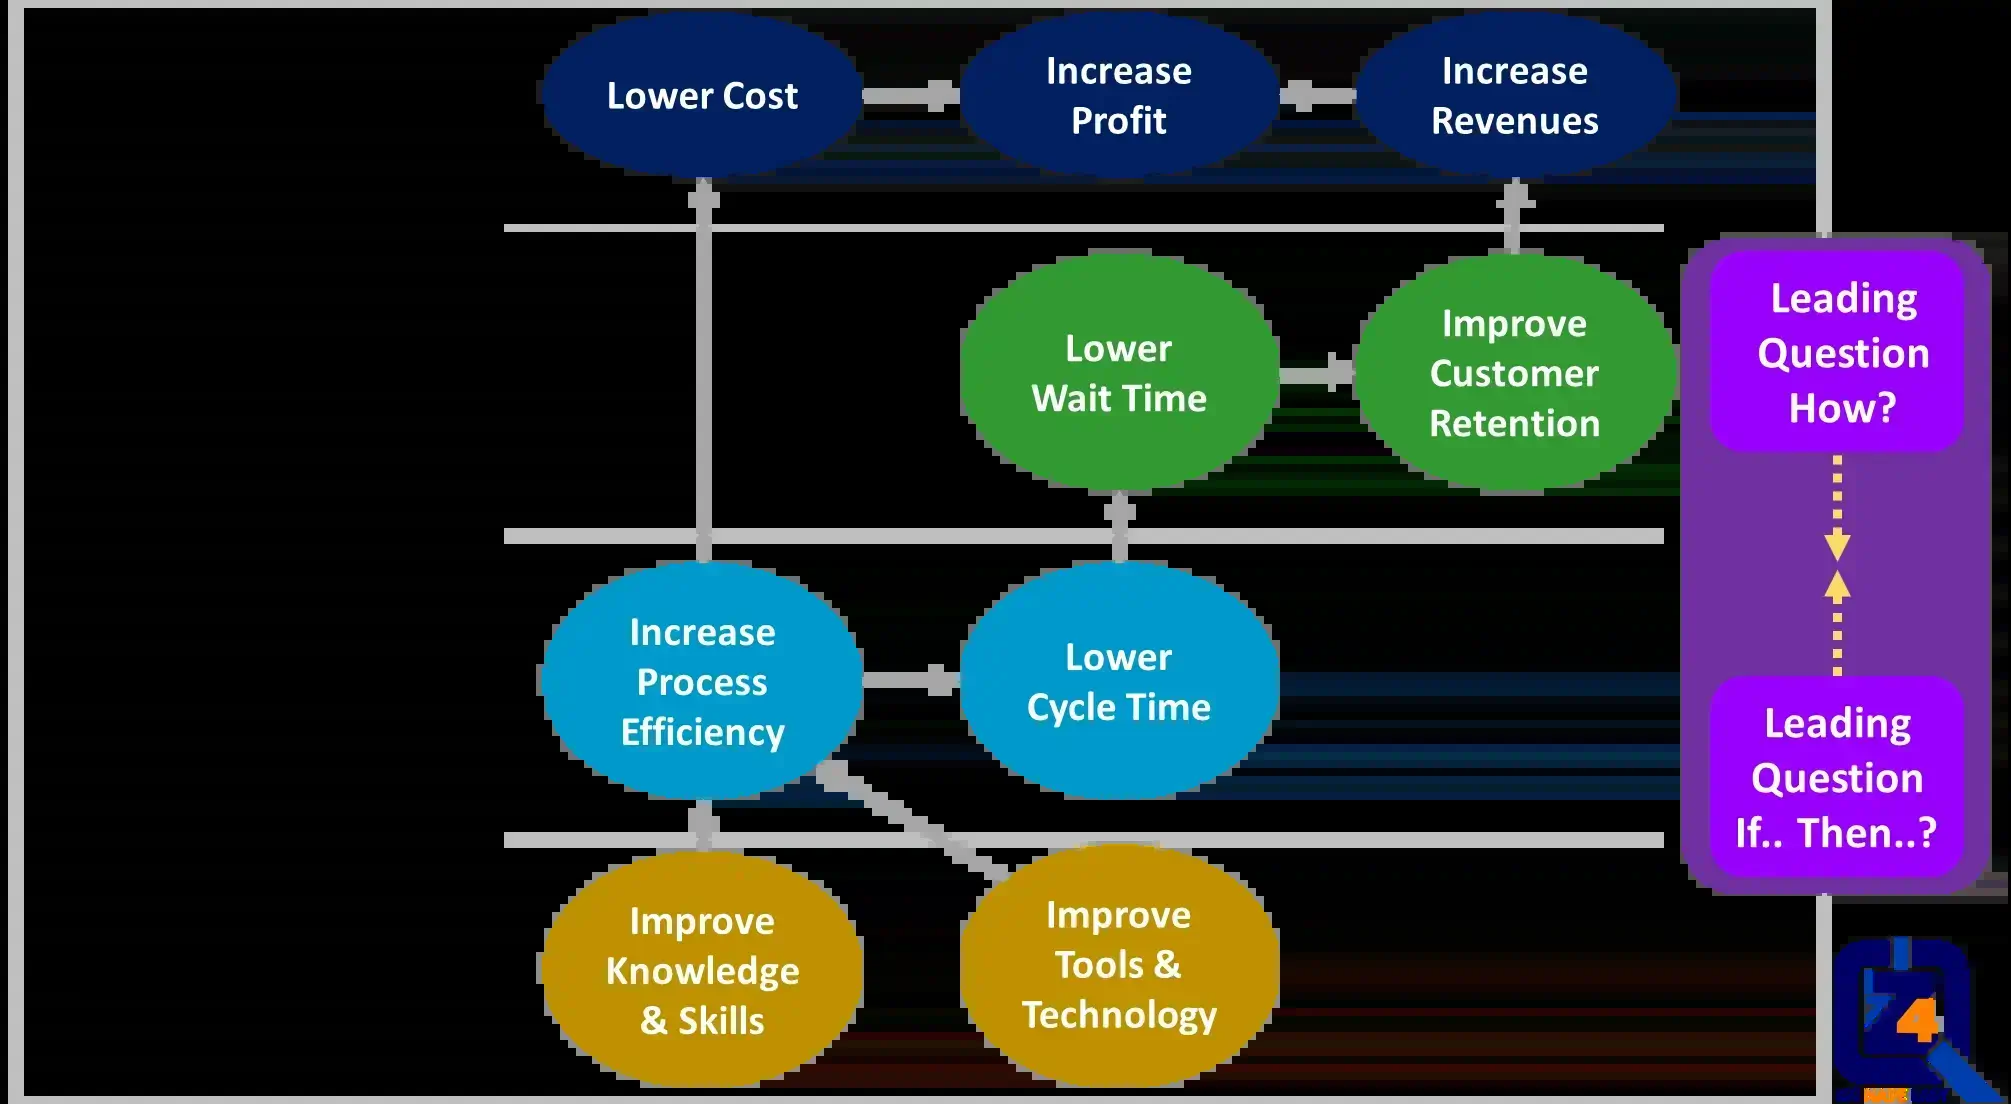 Lower Cost
Increase
Profit
Increase
Revenues
Lower
Wait Time
Improve
Customer
Retention
Leading
Question
How?
Increase
Process
Efficiency
Lower
Cycle Time
Leading
Question
If.. Then..?
Improve
Knowledge
& Skills
Improve
Tools &
Technology
4